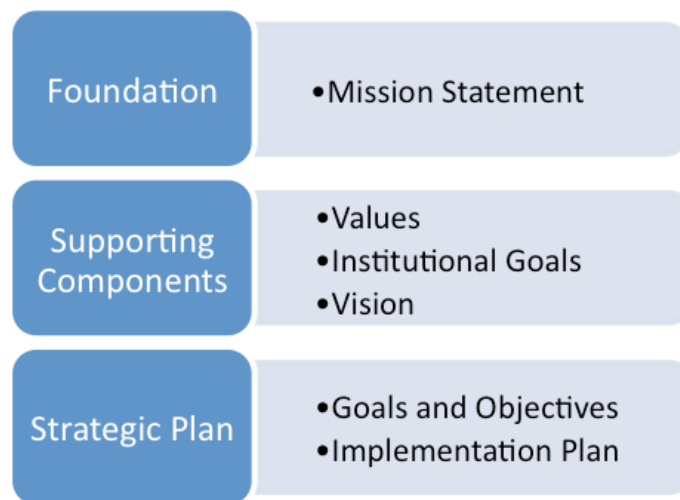 Foundation
•Mission Statement
Supporting
Components
•Values
•Institutional Goals
•Vision
Strategic Plan
•Goals and Objectives
•Implementation Plan